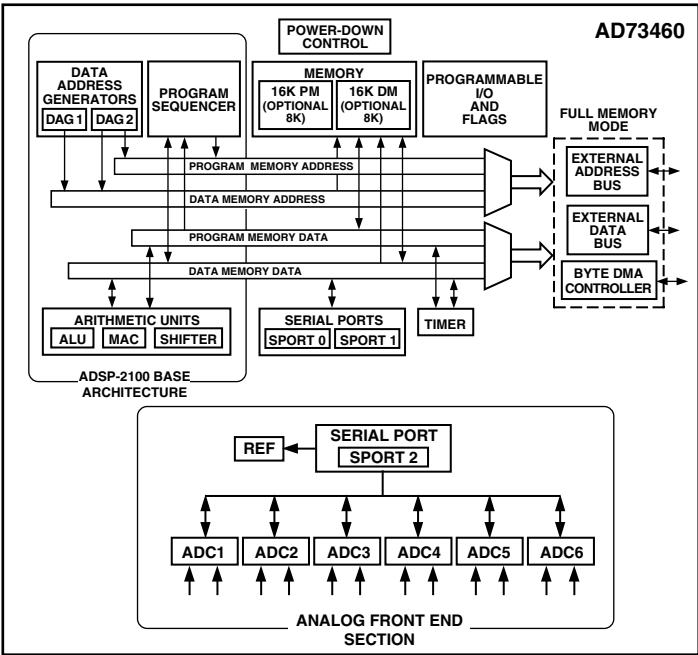 AD73460
POWER-DOWN
CONTROL
DATA
ADDRESS
GENERATORS
DAG 1
DAG 2
PROGRAM
SEQUENCER
MEMORY
16K PM
(OPTIONAL
8K)
16K DM
(OPTIONAL
8K)
PROGRAMMABLE
I/O
AND
FLAGS
FULL MEMORY
MODE
PROGRAM MEMORY ADDRESS
DATA MEMORY ADDRESS
PROGRAM MEMORY DATA
DATA MEMORY DATA
EXTERNAL
ADDRESS
BUS
EXTERNAL
DATA
BUS
BYTE DMA
CONTROLLER
ARITHMETIC UNITS
ALU
MAC
SHIFTER
SERIAL PORTS
SPORT 0
SPORT 1
TIMER
ADSP-2100 BASE
ARCHITECTURE
REF
SERIAL PORT
SPORT 2
ADC1
ADC2
ADC3
ADC4
ADC5
ADC6
ANALOG FRONT END
SECTION